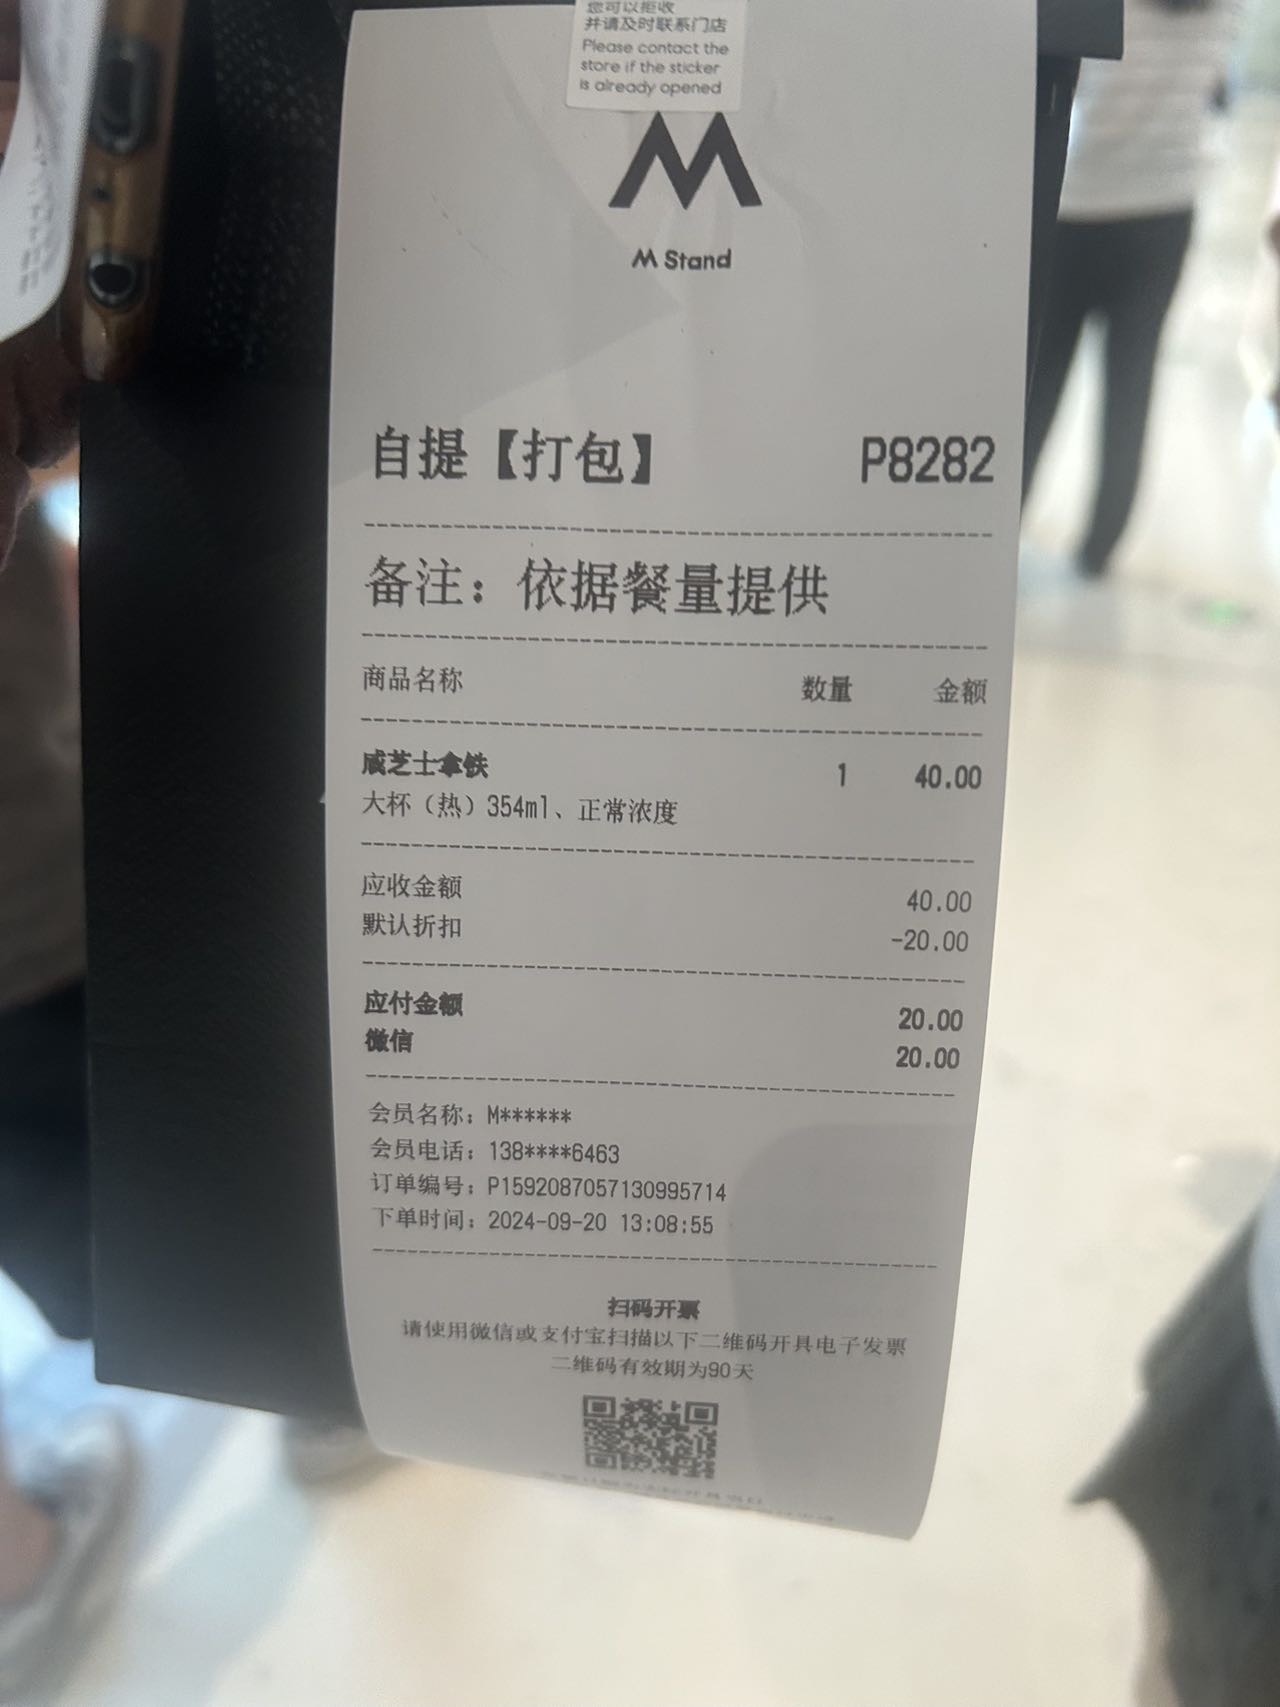 您可以拒收
并请及时联系门店
Please contact the
store if the sticker
is already opened
M Stand
自提【打包】 P8282
备注：依据餐量提供
商品名称 数量 金额
咸芝士拿铁 1 40.00
大杯（热）354ml、正常浓度
应收金额 40.00
默认折扣 -20.00
应付金额 20.00
微信 20.00
会员名称：M******
会员电话：138****6463
订单编号：P1592087057130995714
下单时间：2024-09-20 13:08:55
扫码开票
请使用微信或支付宝扫描以下二维码开具电子发票
二维码有效期为90天